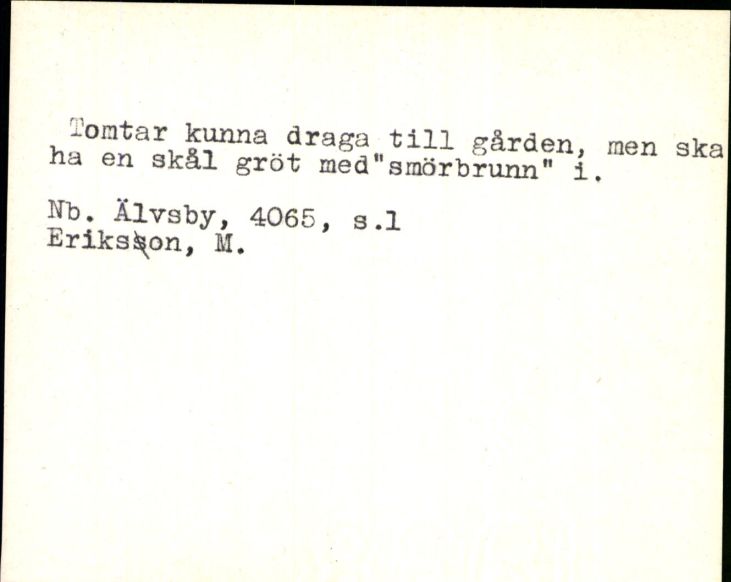 Tomtar kunna draga till gården, men ska
ha en skål gröt med"smörbrunn" i.
Nb. Älvsby, 4065, s.1
Eriksson, M.